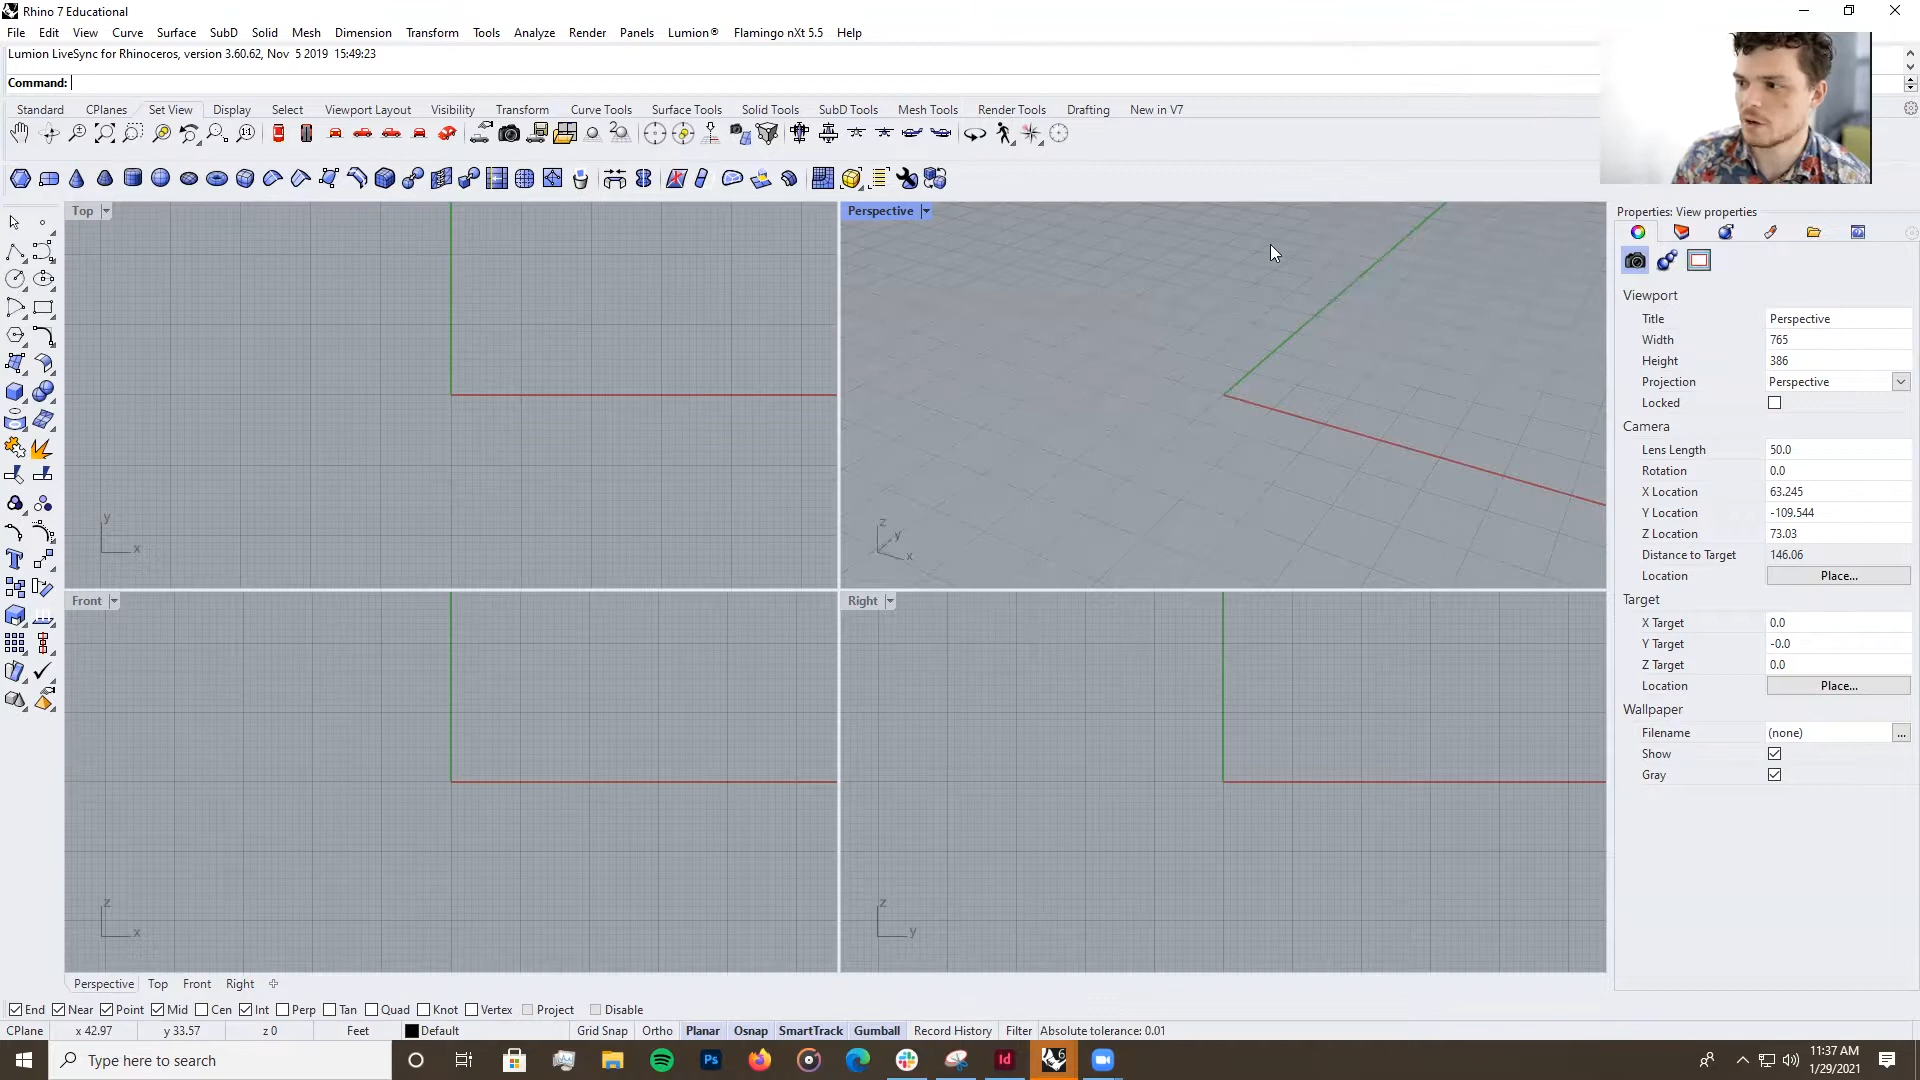 Rhino 7 Educational
File Edit View Curve Surface SubD Solid Mesh Dimension Transform Tools Analyze Render Panels Lumion® Flamingo nXt 5.5 Help
Lumion LiveSync for Rhinoceros, version 3.60.62, Nov 5 2019 15:49:23
Command:
Standard CPlanes Set View Display Select Viewport Layout Visibility Transform Curve Tools Surface Tools Solid Tools SubD Tools Mesh Tools Render Tools Drafting New in V7
Top
Perspective
Properties: View properties
Viewport
Title Perspective
Width 765
Height 386
Projection Perspective
Locked
Camera
Lens Length 50.0
Rotation 0.0
X Location 63.245
Y Location -109.544
Z Location 73.03
Distance to Target 146.06
Location Place...
Target
X Target 0.0
Y Target -0.0
Z Target 0.0
Location Place...
Wallpaper
Filename (none) ...
Show
Gray
y
x
z
y
x
Front
Right
z
x
z
y
Perspective Top Front Right
End Near Point Mid Cen Int Perp Tan Quad Knot Vertex Project Disable
CPlane x 42.97 y 33.57 z 0 Feet Default Grid Snap Ortho Planar Osnap SmartTrack Gumball Record History Filter Absolute tolerance: 0.01
Type here to search
Ps
Id
6
11:37 AM
1/29/2021